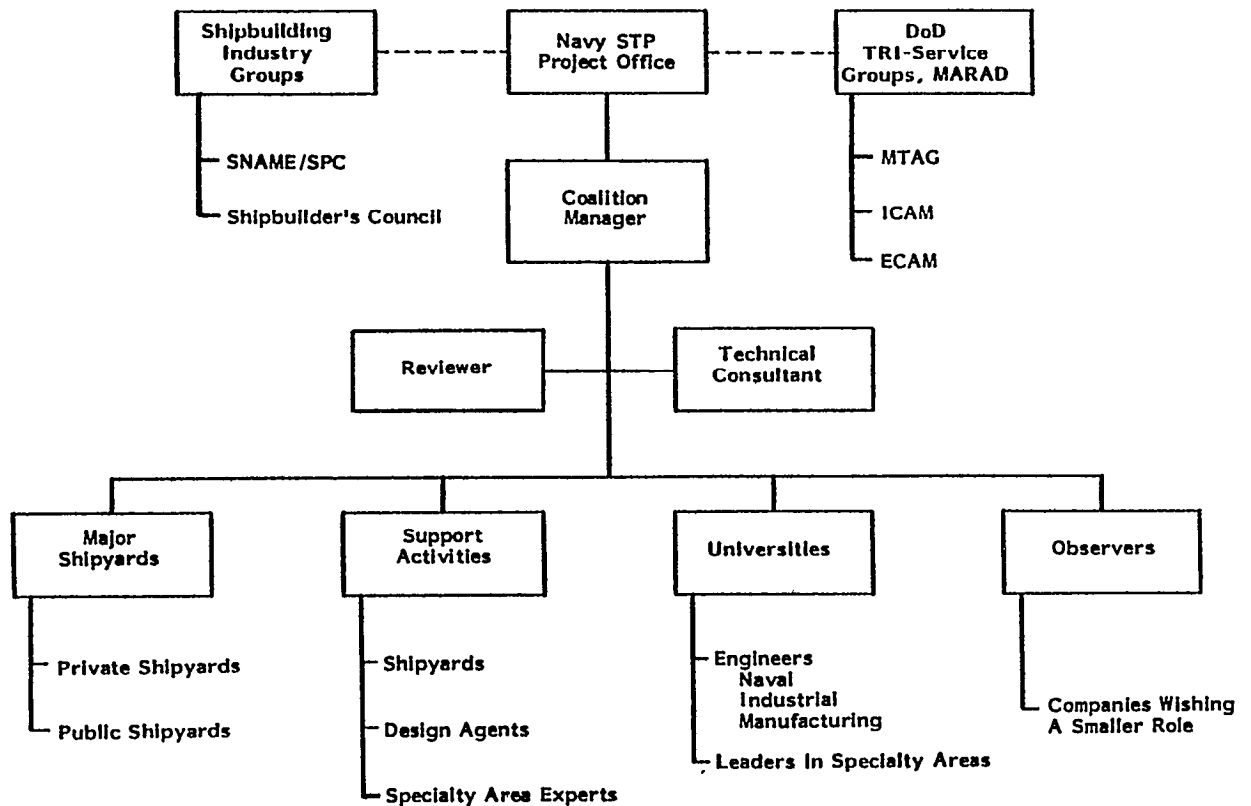 Shipbuilding
Industry
Groups
Navy STP
Project Office
DoD
TRI-Service
Groups, MARAD
SNAME/SPC
Shipbuilder's Council
Coalition
Manager
MTAG
ICAM
ECAM
Reviewer
Technical
Consultant
Major
Shipyards
Support
Activities
Universities
Observers
Private Shipyards
Public Shipyards
Shipyards
Design Agents
Specialty Area Experts
Engineers
Naval
Industrial
Manufacturing
Leaders In Specialty Areas
Companies Wishing
A Smaller Role